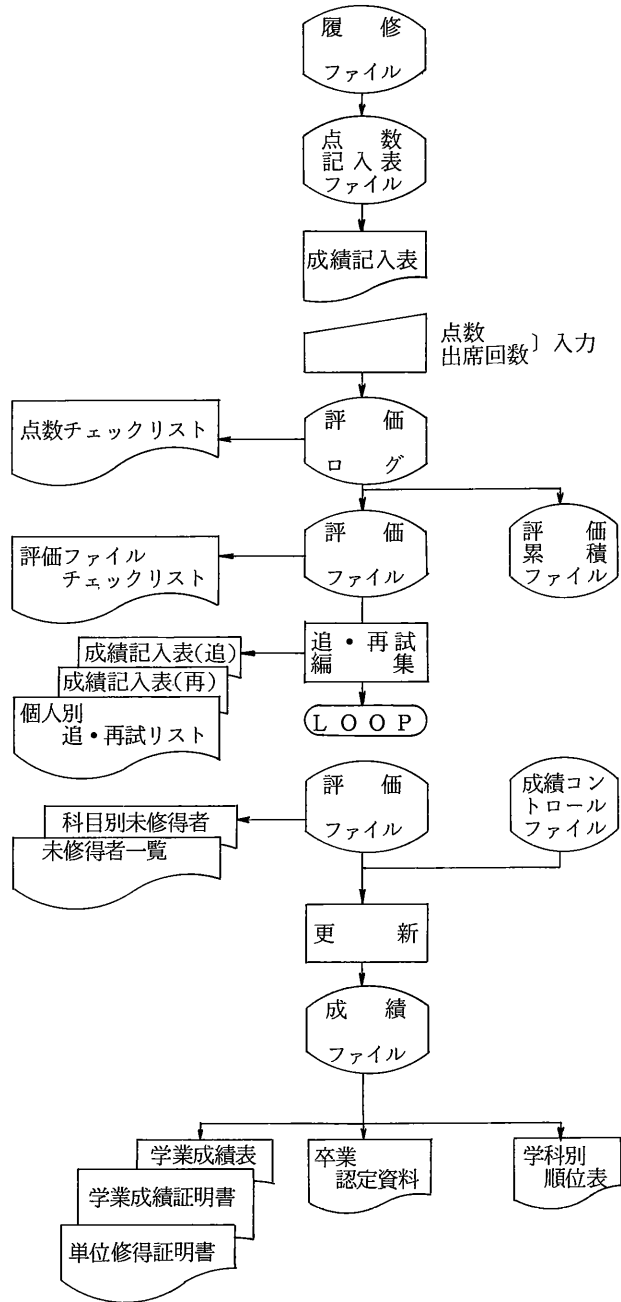 履修
ファイル
点数
記入表
ファイル
成績記入表
点数
出席回数〕入力
点数チェックリスト
評価
ログ
評価ファイル
チェックリスト
評価
ファイル
評価
累積
ファイル
成績記入表(追)
成績記入表(再)
個人別
追・再試リスト
追・再試
編集
LOOP
科目別未修得者
未修得者一覧
評価
ファイル
成績コン
トロール
ファイル
更新
成績
ファイル
学業成績表
学業成績証明書
単位修得証明書
卒業
認定資料
学科別
順位表